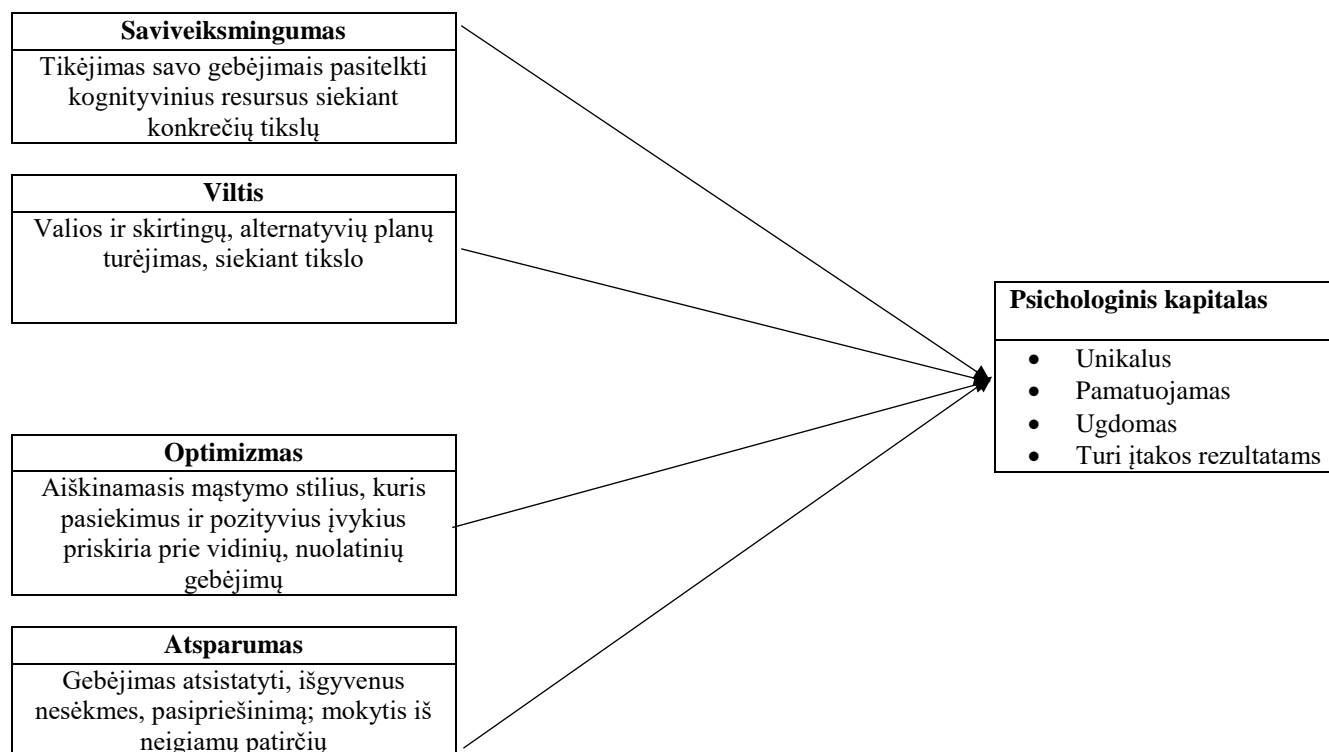 Saviveiksmingumas
Tikėjimas savo gebėjimais pasitelkti
kognityvinius resursus siekiant
konkrečių tikslų
Viltis
Valios ir skirtingų, alternatyvių planų
turėjimas, siekiant tikslo
Optimizmas
Aiškinamasis mąstymo stilius, kuris
pasiekimus ir pozityvius įvykius
priskiria prie vidinių, nuolatinių
gebėjimų
Atsparumas
Gebėjimas atsistatyti, išgyvenus
nesėkmes, pasipriešinimą; mokytis iš
neigiamų patirčių
Psichologinis kapitalas
• Unikalus
• Pamatuojamas
• Ugdomas
• Turi įtakos rezultatams